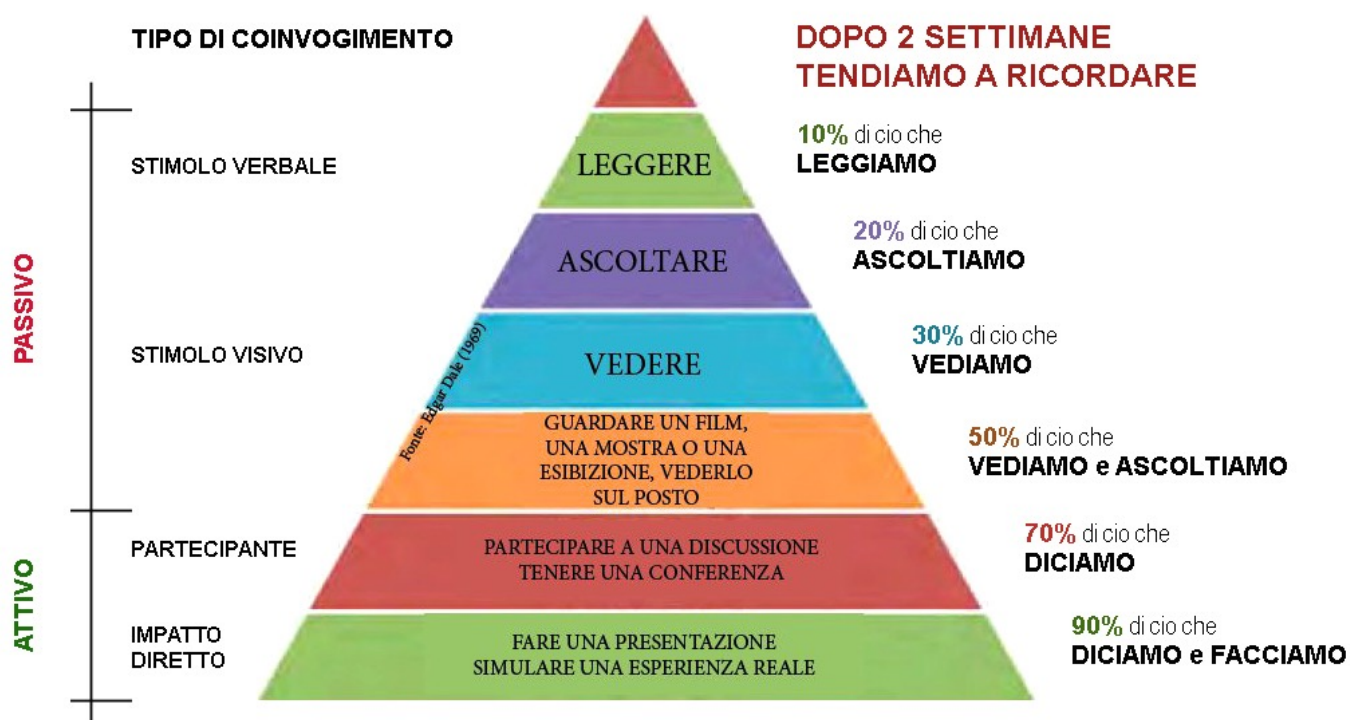 TIPO DI COINVOGIMENTO
DOPO 2 SETTIMANE
TENDIAMO A RICORDARE
PASSIVO
STIMOLO VERBALE
LEGGERE
10% di cio che
LEGGIAMO
ASCOLTARE
20% di cio che
ASCOLTIAMO
STIMOLO VISIVO
Fonte: Edgar Dale (1969)
VEDERE
30% di cio che
VEDIAMO
GUARDARE UN FILM,
UNA MOSTRA O UNA
ESIBIZIONE, VEDERLO
SUL POSTO
50% di cio che
VEDIAMO e ASCOLTIAMO
ATTIVO
PARTECIPANTE
PARTECIPARE A UNA DISCUSSIONE
TENERE UNA CONFERENZA
70% di cio che
DICIAMO
IMPATTO
DIRETTO
FARE UNA PRESENTAZIONE
SIMULARE UNA ESPERIENZA REALE
90% di cio che
DICIAMO e FACCIAMO